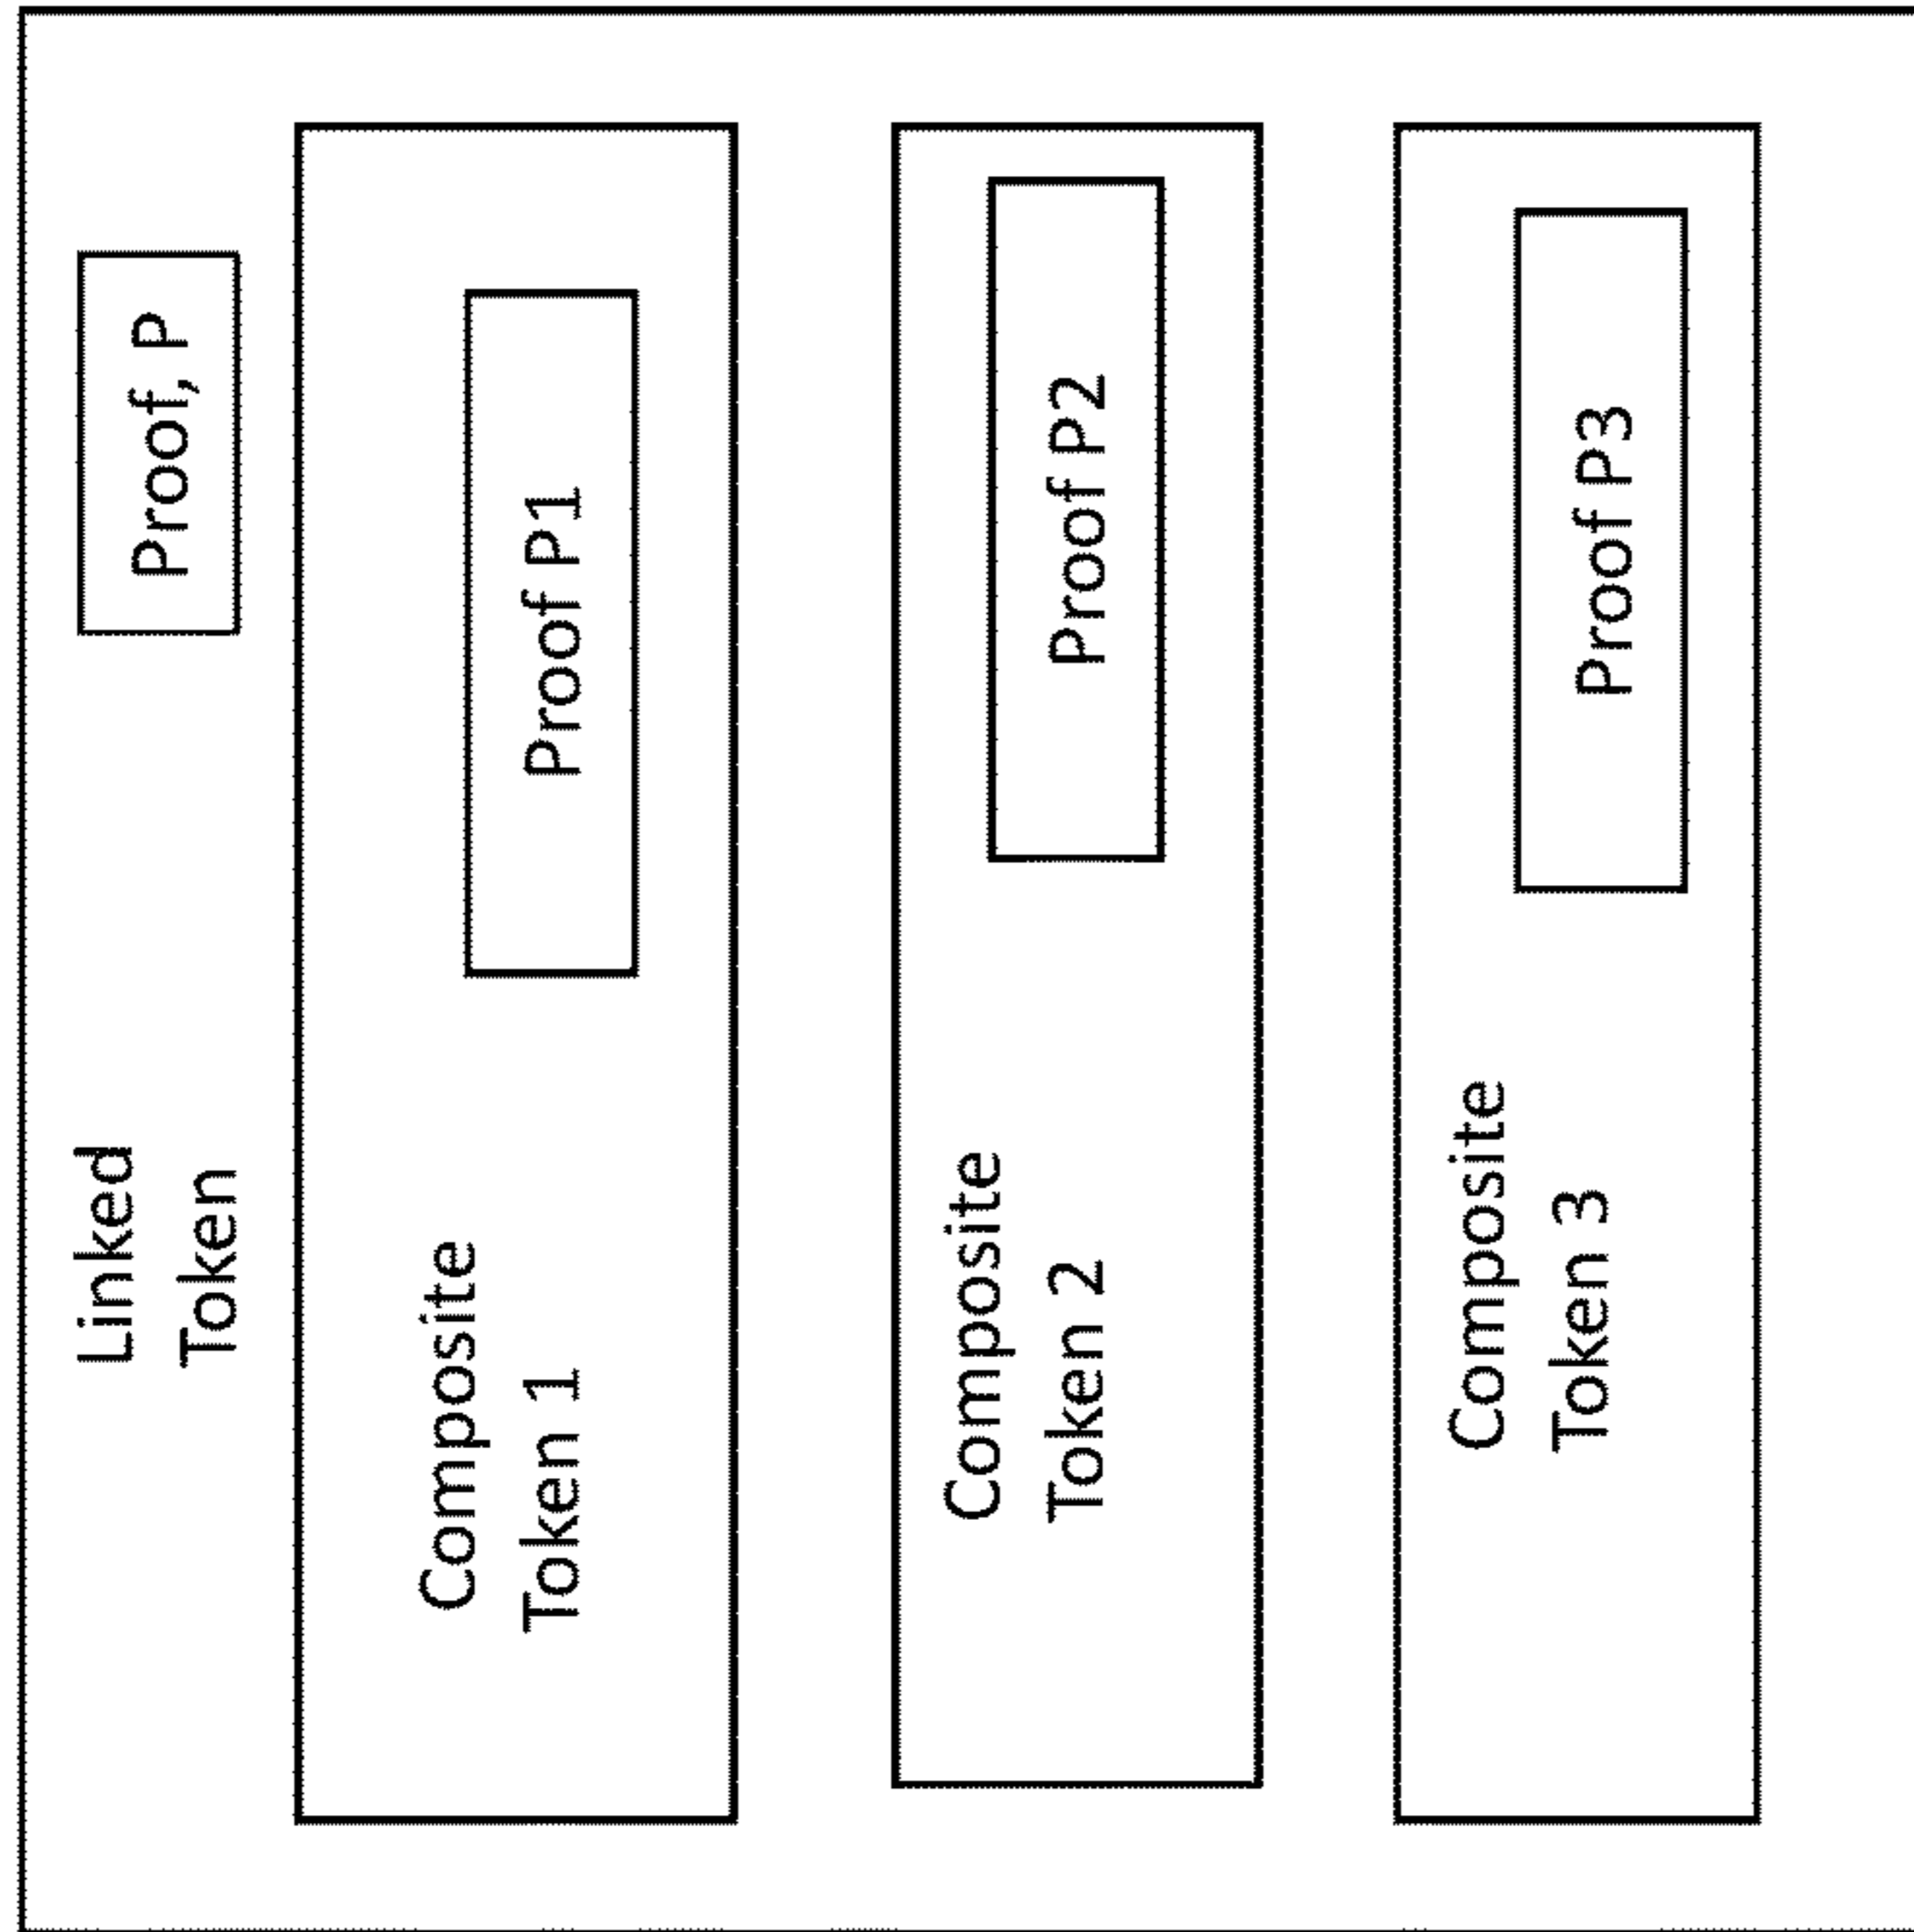 Linked
Token
Proof, P
Composite
Token 1
Proof P1
Composite
Token 2
Proof P2
Composite
Token 3
Proof P3